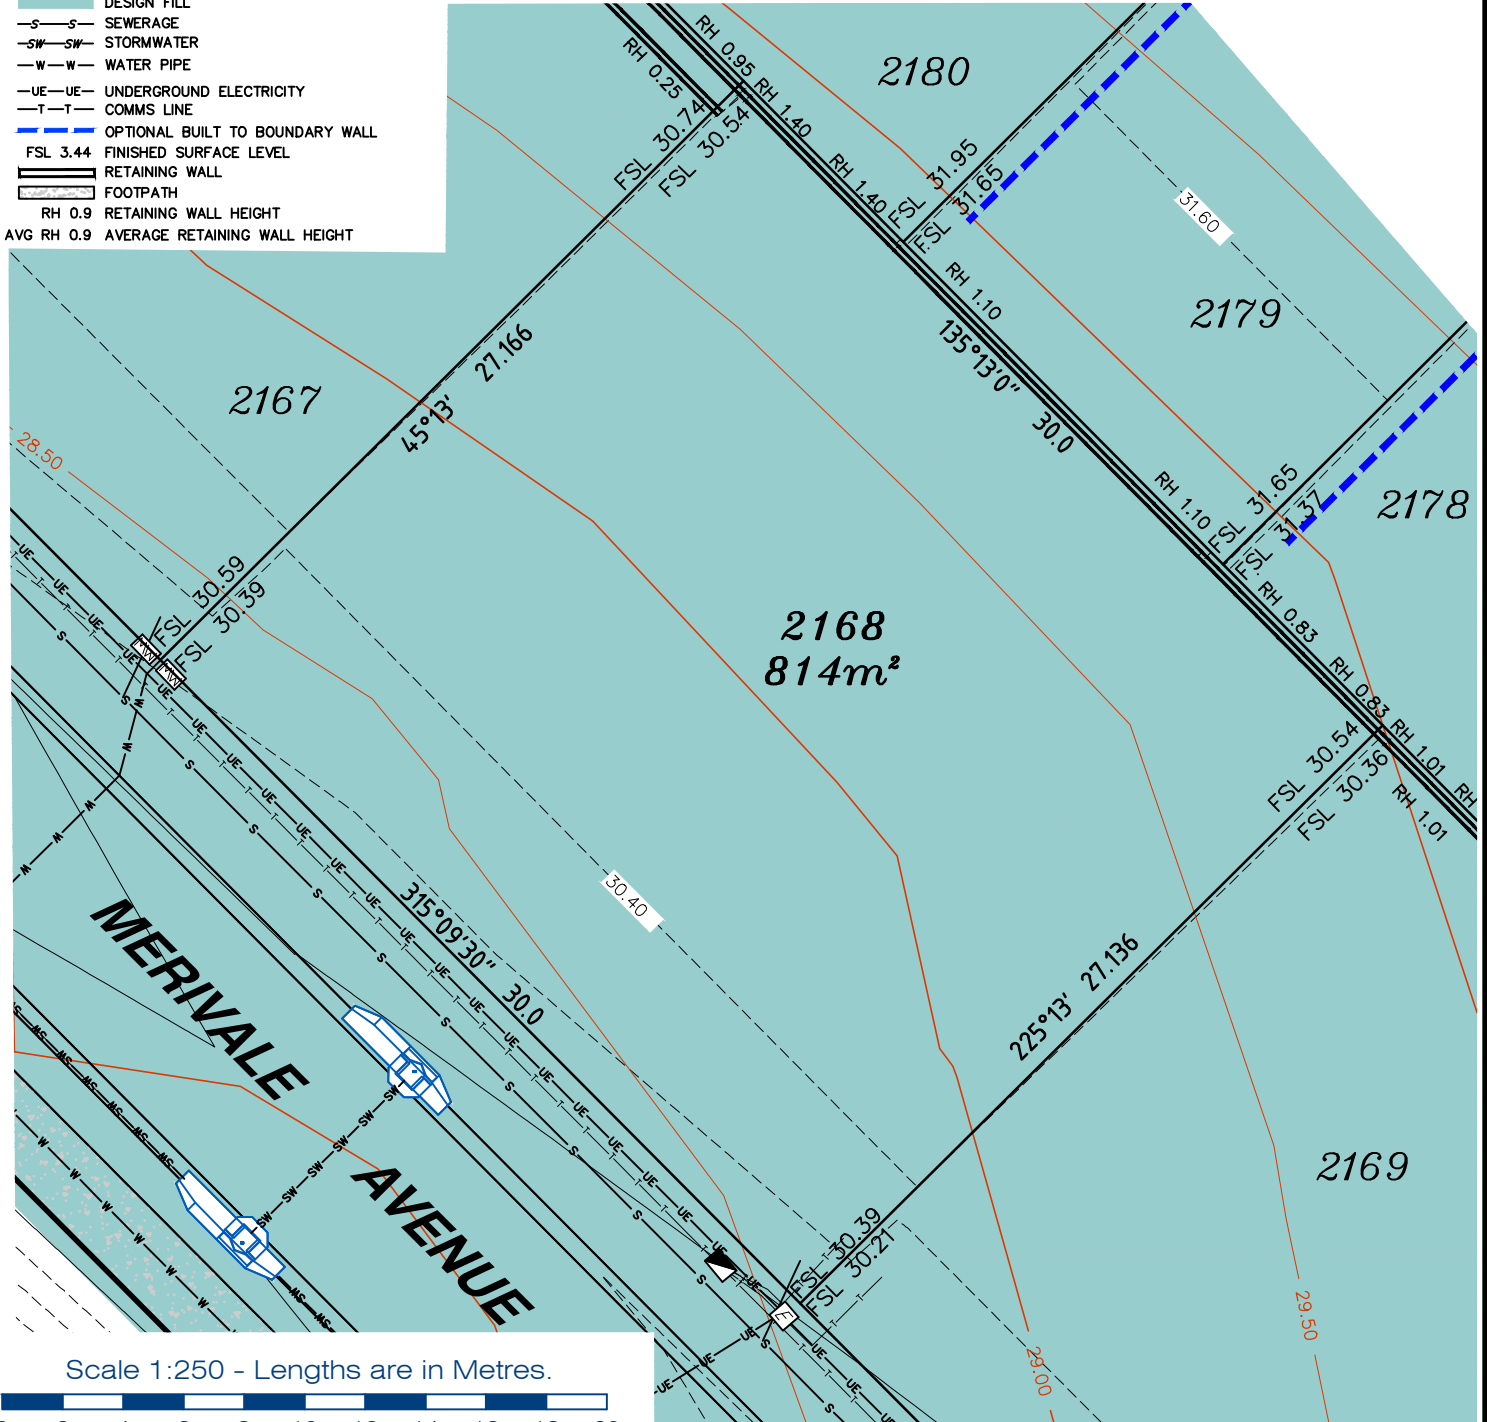 DESIGN FILL
S S SEWERAGE
SW SW STORMWATER
W W WATER PIPE
UE UE UNDERGROUND ELECTRICITY
T T COMMS LINE
OPTIONAL BUILT TO BOUNDARY WALL
FSL 3.44 FINISHED SURFACE LEVEL
RETAINING WALL
FOOTPATH
RH 0.9 RETAINING WALL HEIGHT
AVG RH 0.9 AVERAGE RETAINING WALL HEIGHT
RH 0.95
RH 0.25
RH 1.40
2180
FSL 30.74
FSL 30.54
RH 1.40
FSL 31.95
FSL 31.65
31.60
RH 1.10
2179
135°13'0" 30.0
45°13' 27.166
2167
28.50
RH 1.10
FSL 31.65
FSL 31.37
2178
FSL 30.59
FSL 30.39
RH 0.83
2168
814m²
RH 0.83
RH 1.01
RH
FSL 30.54
FSL 30.36
RH 1.01
30.40
315°09'30" 30.0
225°13' 27.136
MERIVALE
AVENUE
2169
FSL 30.39
FSL 30.21
E
29.50
29.00
Scale 1:250 - Lengths are in Metres.